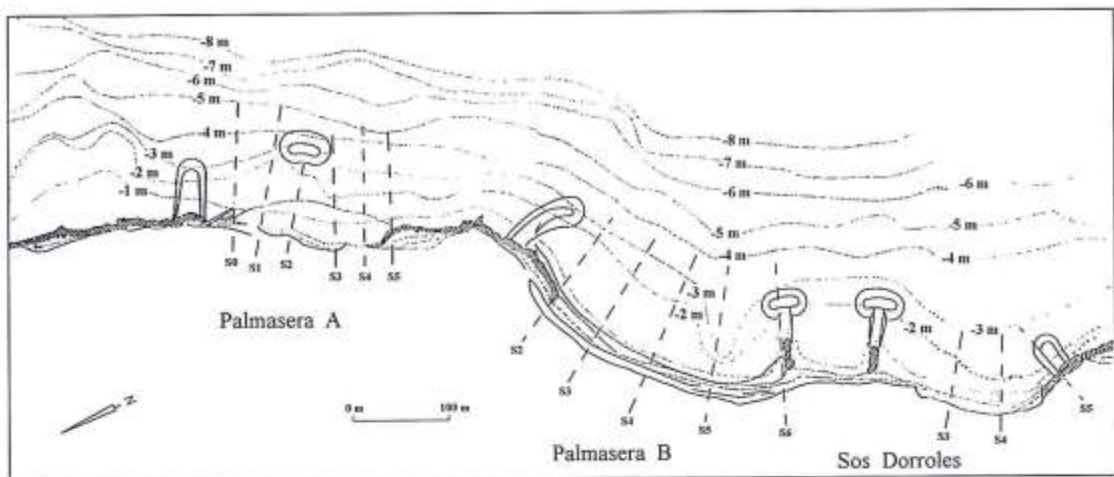 -8 m
-7 m
-6 m
-5 m
-4 m
-3 m
-2 m
-1 m
S0
S1
S2
S3
S4
S5
Palmasera A
N
0 m 100 m
-3 m
-2 m
-8 m
-7 m
-6 m
-5 m
-4 m
S2
S3
S4
S5
S6
Palmasera B
-6 m
-5 m
-4 m
-2 m
-3 m
S3
S4
S5
Sos Dorroles